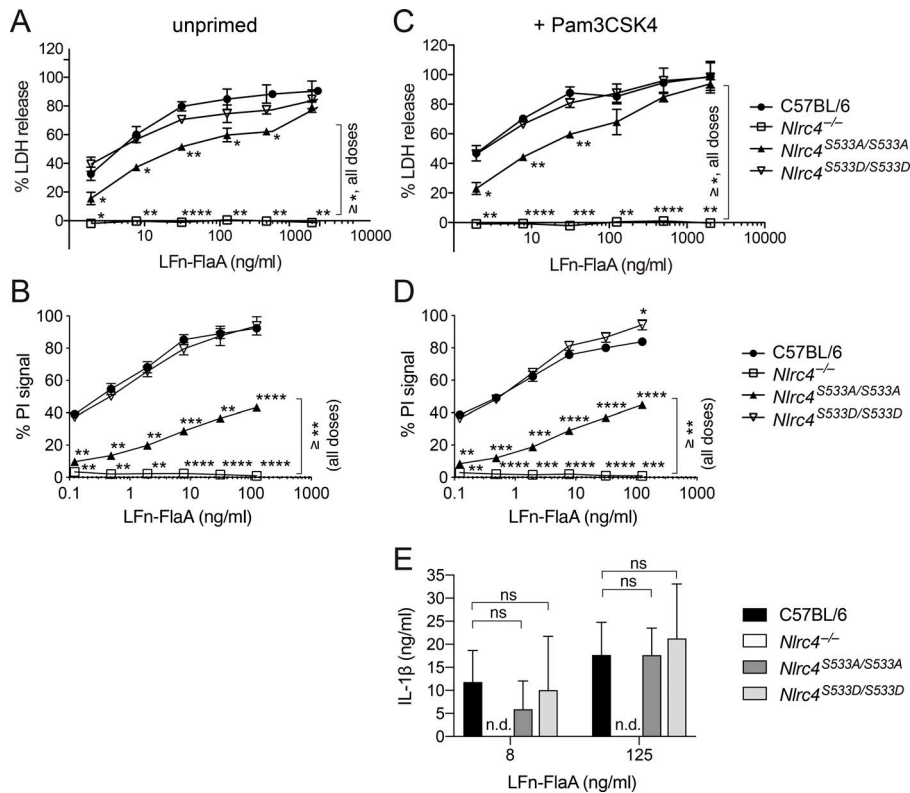 A
unprimed
120
100
80
60
40
20
0
% LDH release
*
*
**
*
*
*
*
**
****
**
**
**
≥ *, all doses
10
100
1000
10000
LFn-FlaA (ng/ml)
C
+ Pam3CSK4
120
100
80
60
40
20
0
% LDH release
*
**
**
*
**
****
***
**
****
**
≥ *, all doses
10
100
1000
10000
LFn-FlaA (ng/ml)
C57BL/6
Nlrc4–/–
Nlrc4S533A/S533A
Nlrc4S533D/S533D
B
100
80
60
40
20
0
% PI signal
**
**
**
***
**
****
**
**
**
****
****
****
≥ **
(all doses)
0.1
1
10
100
1000
LFn-FlaA (ng/ml)
D
100
80
60
40
20
0
% PI signal
*
**
***
***
****
****
****
**
****
***
****
***
***
≥ **
(all doses)
0.1
1
10
100
1000
LFn-FlaA (ng/ml)
C57BL/6
Nlrc4–/–
Nlrc4S533A/S533A
Nlrc4S533D/S533D
E
35
30
25
20
15
10
5
0
IL-1β (ng/ml)
ns
ns
ns
ns
n.d.
n.d.
8
125
LFn-FlaA (ng/ml)
C57BL/6
Nlrc4–/–
Nlrc4S533A/S533A
Nlrc4S533D/S533D